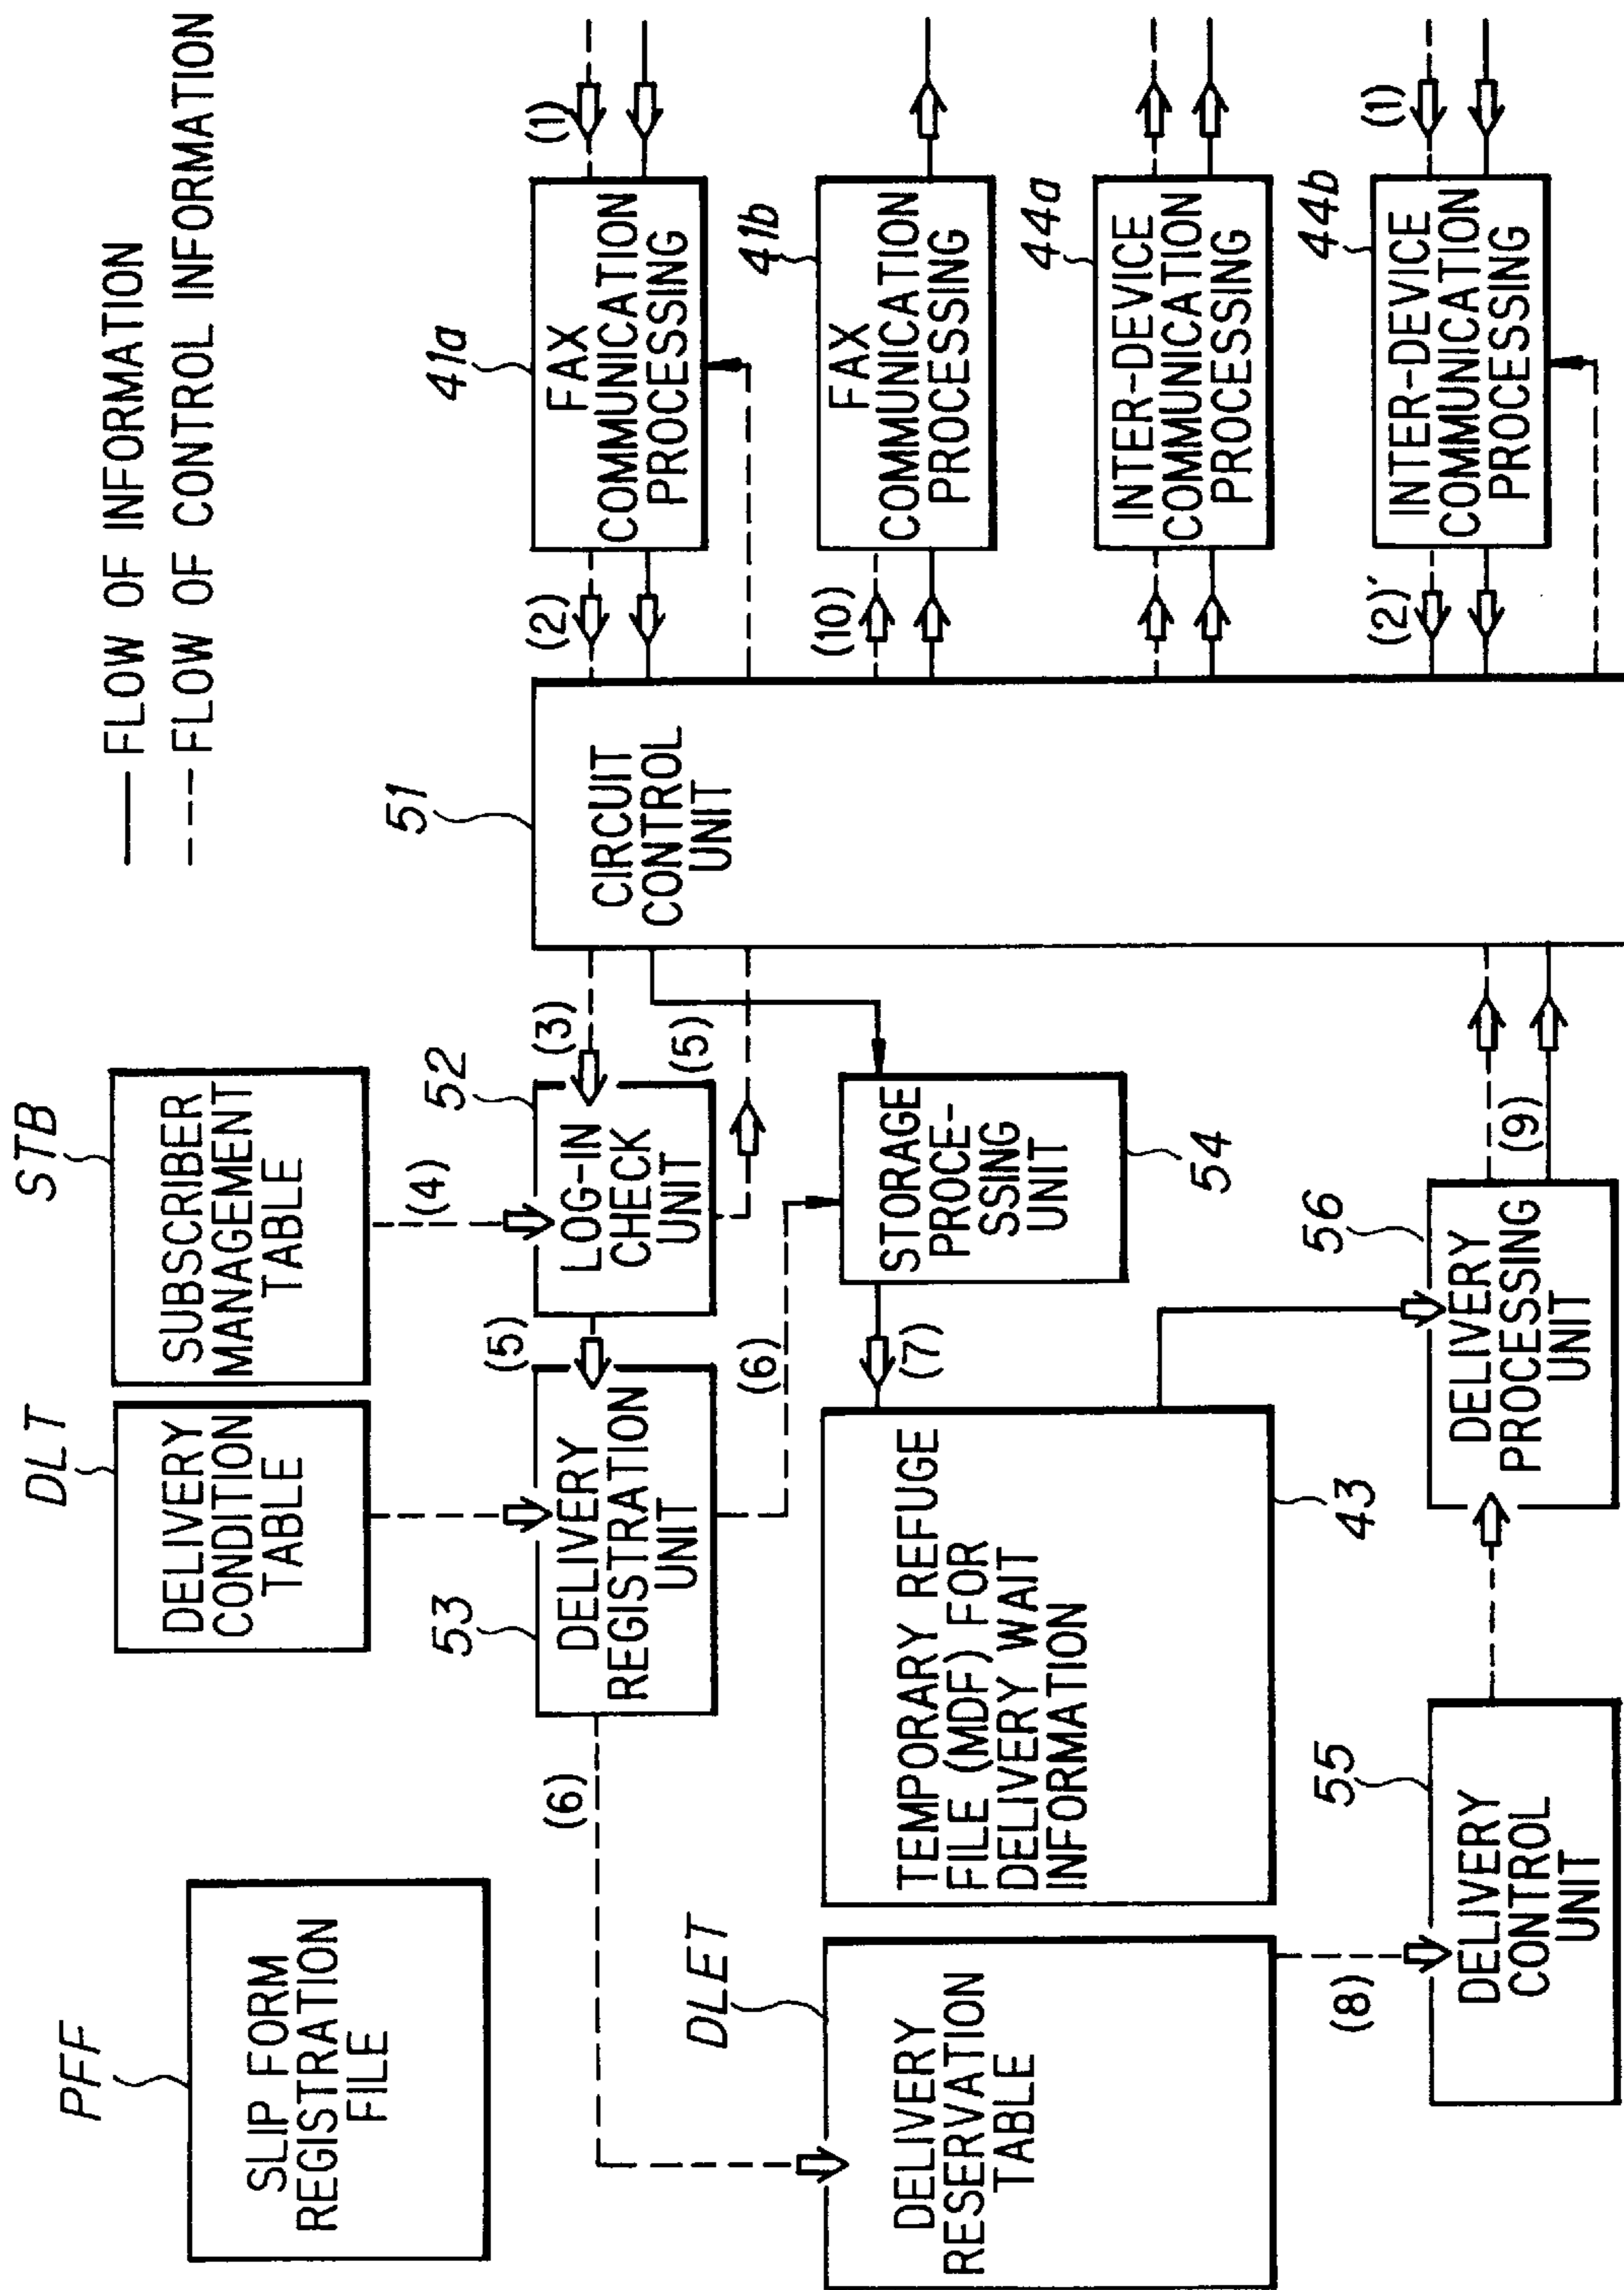 — FLOW OF INFORMATION
--- FLOW OF CONTROL INFORMATION
PFF
SLIP FORM
REGISTRATION
FILE
DLT
DELIVERY
CONDITION
TABLE
STB
SUBSCRIBER
MANAGEMENT
TABLE
(4)
53
DELIVERY
REGISTRATION
UNIT
(5)
52
LOG-IN
CHECK
UNIT
(3)
(5)
(6)
(6)
51
CIRCUIT
CONTROL
UNIT
(2)
41a
FAX
COMMUNICATION
PROCESSING
(1)
(10)
41b
FAX
COMMUNICATION
PROCESSING
44a
INTER-DEVICE
COMMUNICATION
PROCESSING
(2)'
44b
INTER-DEVICE
COMMUNICATION
PROCESSING
(1)
DLET
DELIVERY
RESERVATION
TABLE
TEMPORARY REFUGE
FILE (MDF) FOR
DELIVERY WAIT
INFORMATION
43
(7)
STORAGE
PROCE-
SSING
UNIT
54
(8)
55
DELIVERY
CONTROL
UNIT
56
DELIVERY
PROCESSING
UNIT
(9)